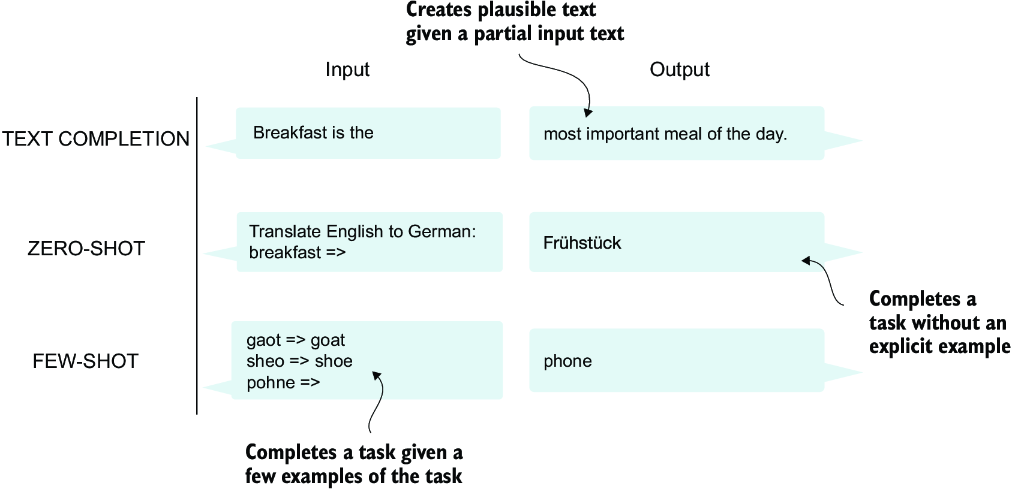 Creates plausible text
given a partial input text
Input
Output
TEXT COMPLETION
Breakfast is the
most important meal of the day.
ZERO-SHOT
Translate English to German:
breakfast =>
Frühstück
Completes a
task without an
explicit example
FEW-SHOT
gaot => goat
sheo => shoe
pohne =>
phone
Completes a task given a
few examples of the task